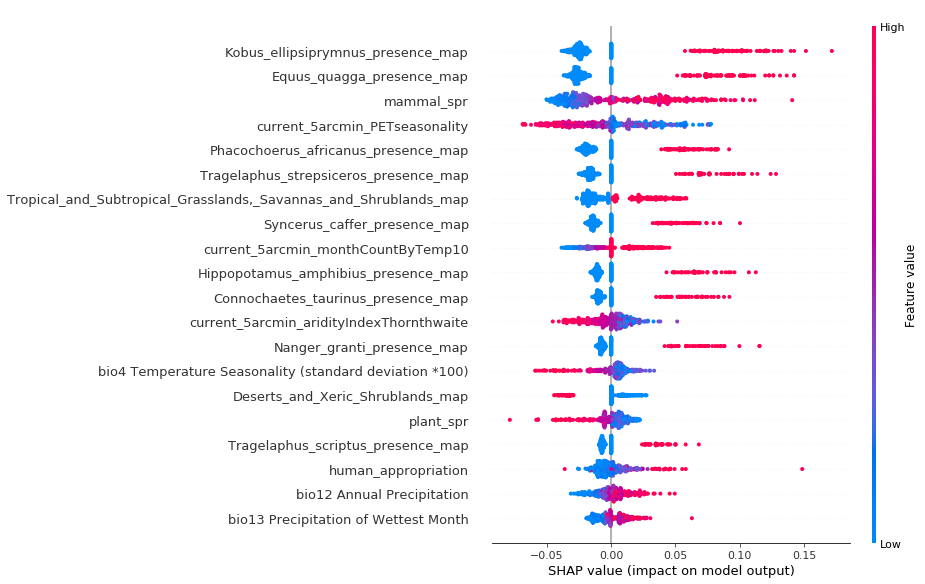 High
Kobus_ellipsiprymnus_presence_map
Equus_quagga_presence_map
mammal_spr
current_5arcmin_PETseasonality
Phacochoerus_africanus_presence_map
Tragelaphus_strepsiceros_presence_map
Tropical_and_Subtropical_Grasslands,_Savannas_and_Shrublands_map
Syncerus_caffer_presence_map
current_5arcmin_monthCountByTemp10
Hippopotamus_amphibius_presence_map
Connochaetes_taurinus_presence_map
current_5arcmin_aridityIndexThornthwaite
Nanger_granti_presence_map
bio4 Temperature Seasonality (standard deviation *100)
Deserts_and_Xeric_Shrublands_map
plant_spr
Tragelaphus_scriptus_presence_map
human_appropriation
bio12 Annual Precipitation
bio13 Precipitation of Wettest Month
Feature value
Low
−0.05 0.00 0.05 0.10 0.15
SHAP value (impact on model output)